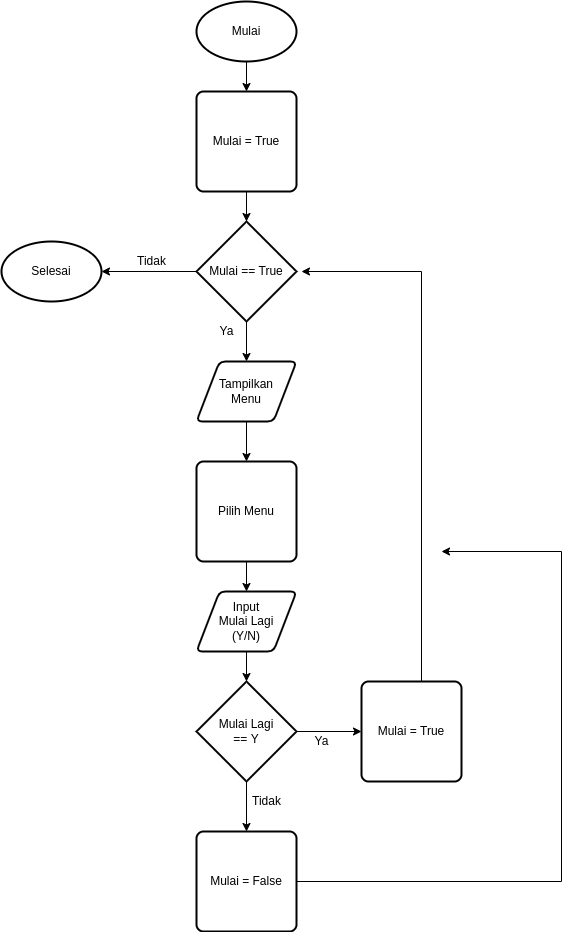 Mulai
Mulai = True
Mulai == True
Tidak
Selesai
Ya
Tampilkan
Menu
Pilih Menu
Input
Mulai Lagi
(Y/N)
Mulai Lagi
== Y
Ya
Mulai = True
Tidak
Mulai = False